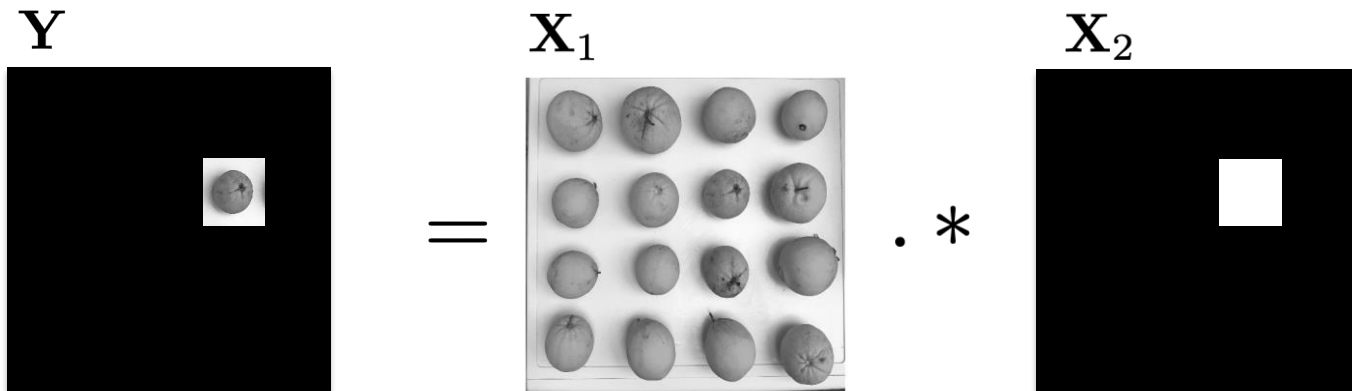 Y
X₁
X₂
= . *